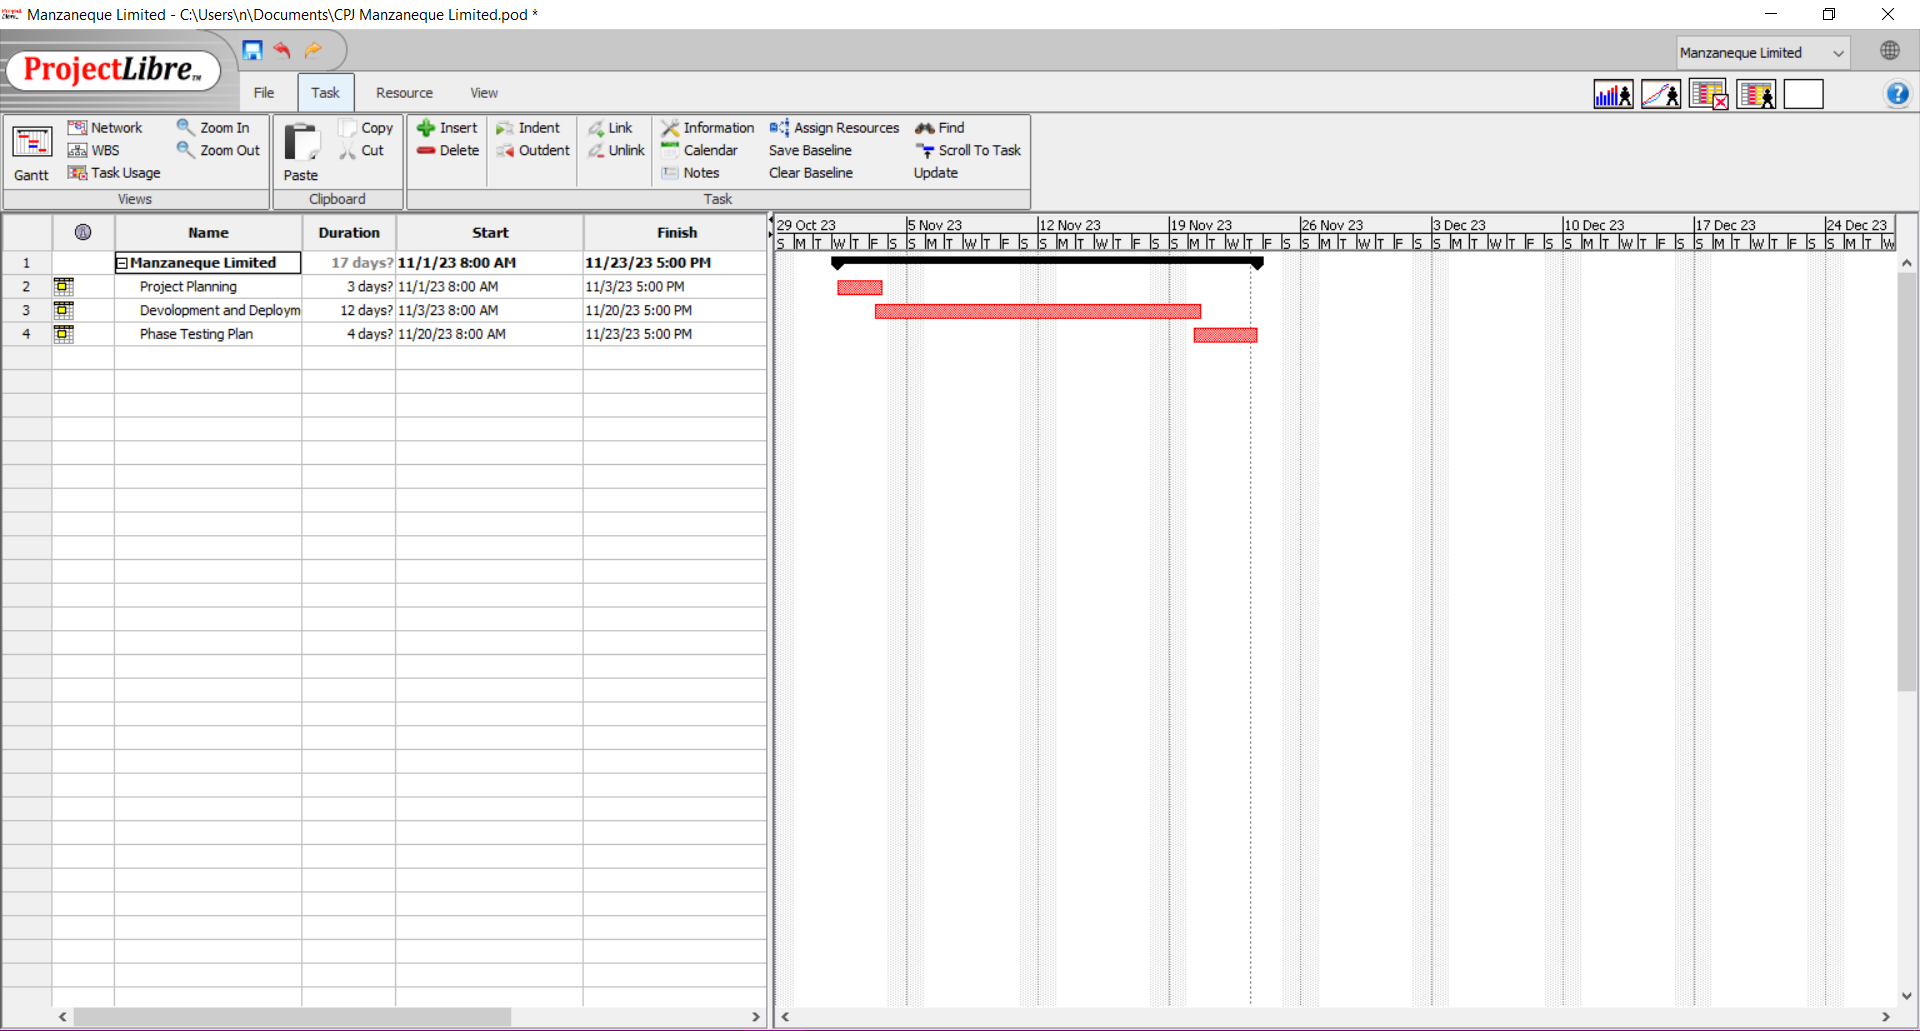 Manzaneque Limited - C:\Users\n\Documents\CPJ Manzaneque Limited.pod *
ProjectLibre TM
Manzaneque Limited
File Task Resource View
Gantt
Network
WBS
Task Usage
Zoom In
Zoom Out
Views
Paste
Copy
Cut
Clipboard
Insert
Delete
Indent
Outdent
Link
Unlink
Information
Calendar
Notes
Assign Resources
Save Baseline
Clear Baseline
Find
Scroll To Task
Update
Task
Name Duration Start Finish
1 Manzaneque Limited 17 days? 11/1/23 8:00 AM 11/23/23 5:00 PM
2 Project Planning 3 days? 11/1/23 8:00 AM 11/3/23 5:00 PM
3 Devolopment and Deploym 12 days? 11/3/23 8:00 AM 11/20/23 5:00 PM
4 Phase Testing Plan 4 days? 11/20/23 8:00 AM 11/23/23 5:00 PM
29 Oct 23 5 Nov 23 12 Nov 23 19 Nov 23 26 Nov 23 3 Dec 23 10 Dec 23 17 Dec 23 24 Dec 23
S M T W T F S S M T W T F S S M T W T F S S M T W T F S S M T W T F S S M T W T F S S M T W T F S S M T W T F S S M T W